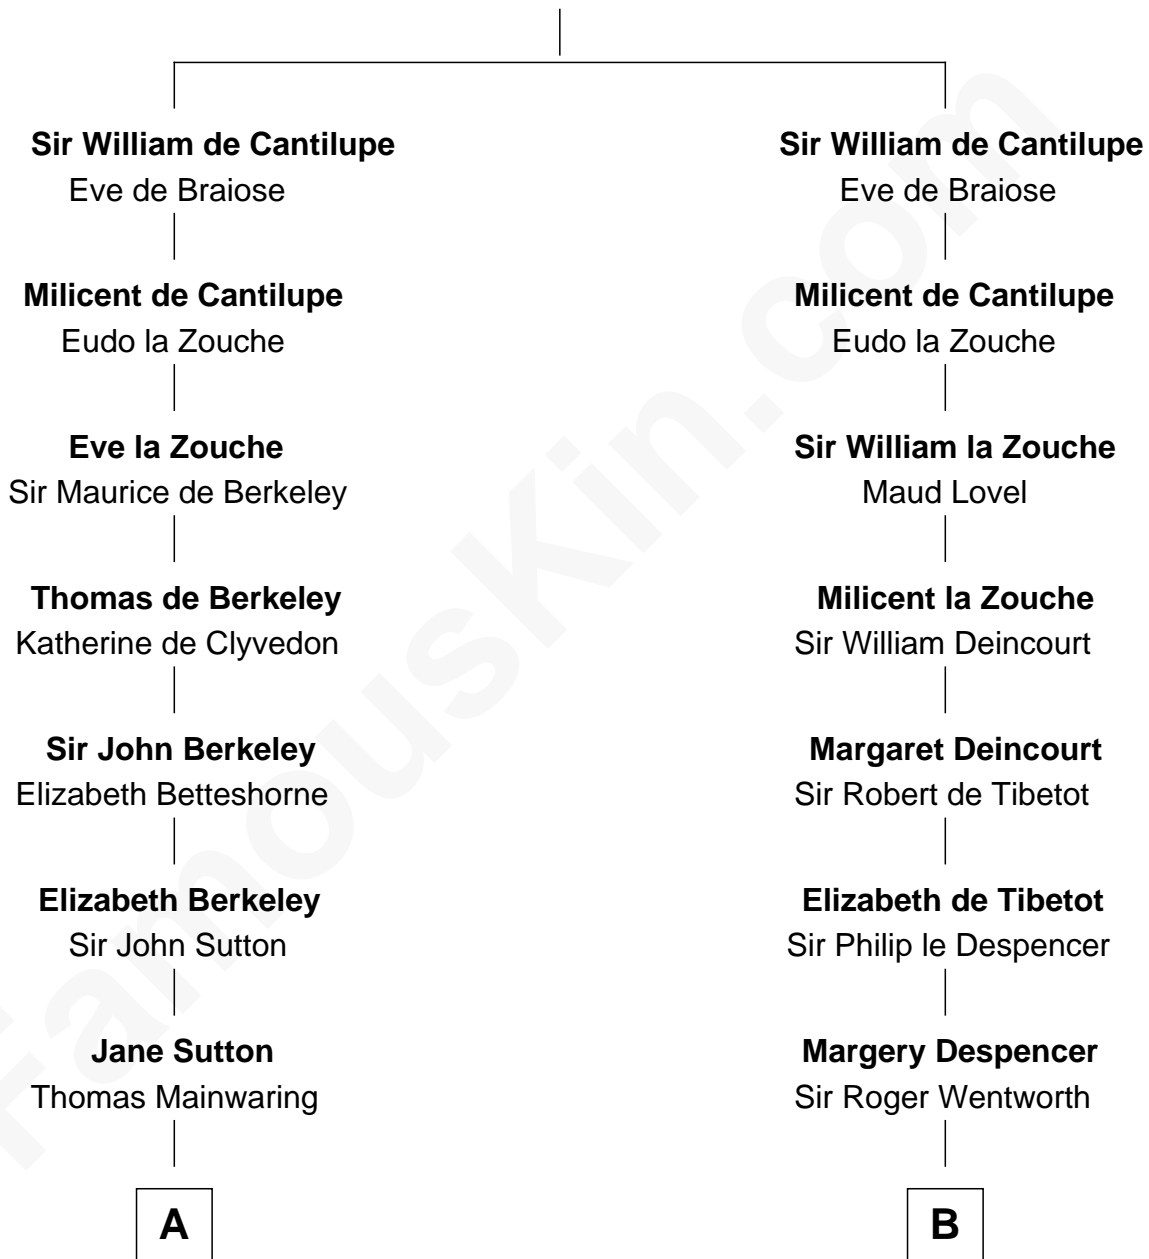 Sir William de Cantilupe
Eve de Braiose
Milicent de Cantilupe
Eudo la Zouche
Eve la Zouche
Sir Maurice de Berkeley
Thomas de Berkeley
Katherine de Clyvedon
Sir John Berkeley
Elizabeth Betteshorne
Elizabeth Berkeley
Sir John Sutton
Jane Sutton
Thomas Mainwaring
A
Sir William de Cantilupe
Eve de Braiose
Milicent de Cantilupe
Eudo la Zouche
Sir William la Zouche
Maud Lovel
Milicent la Zouche
Sir William Deincourt
Margaret Deincourt
Sir Robert de Tibetot
Elizabeth de Tibetot
Sir Philip le Despencer
Margery Despencer
Sir Roger Wentworth
B
FamousKin.com